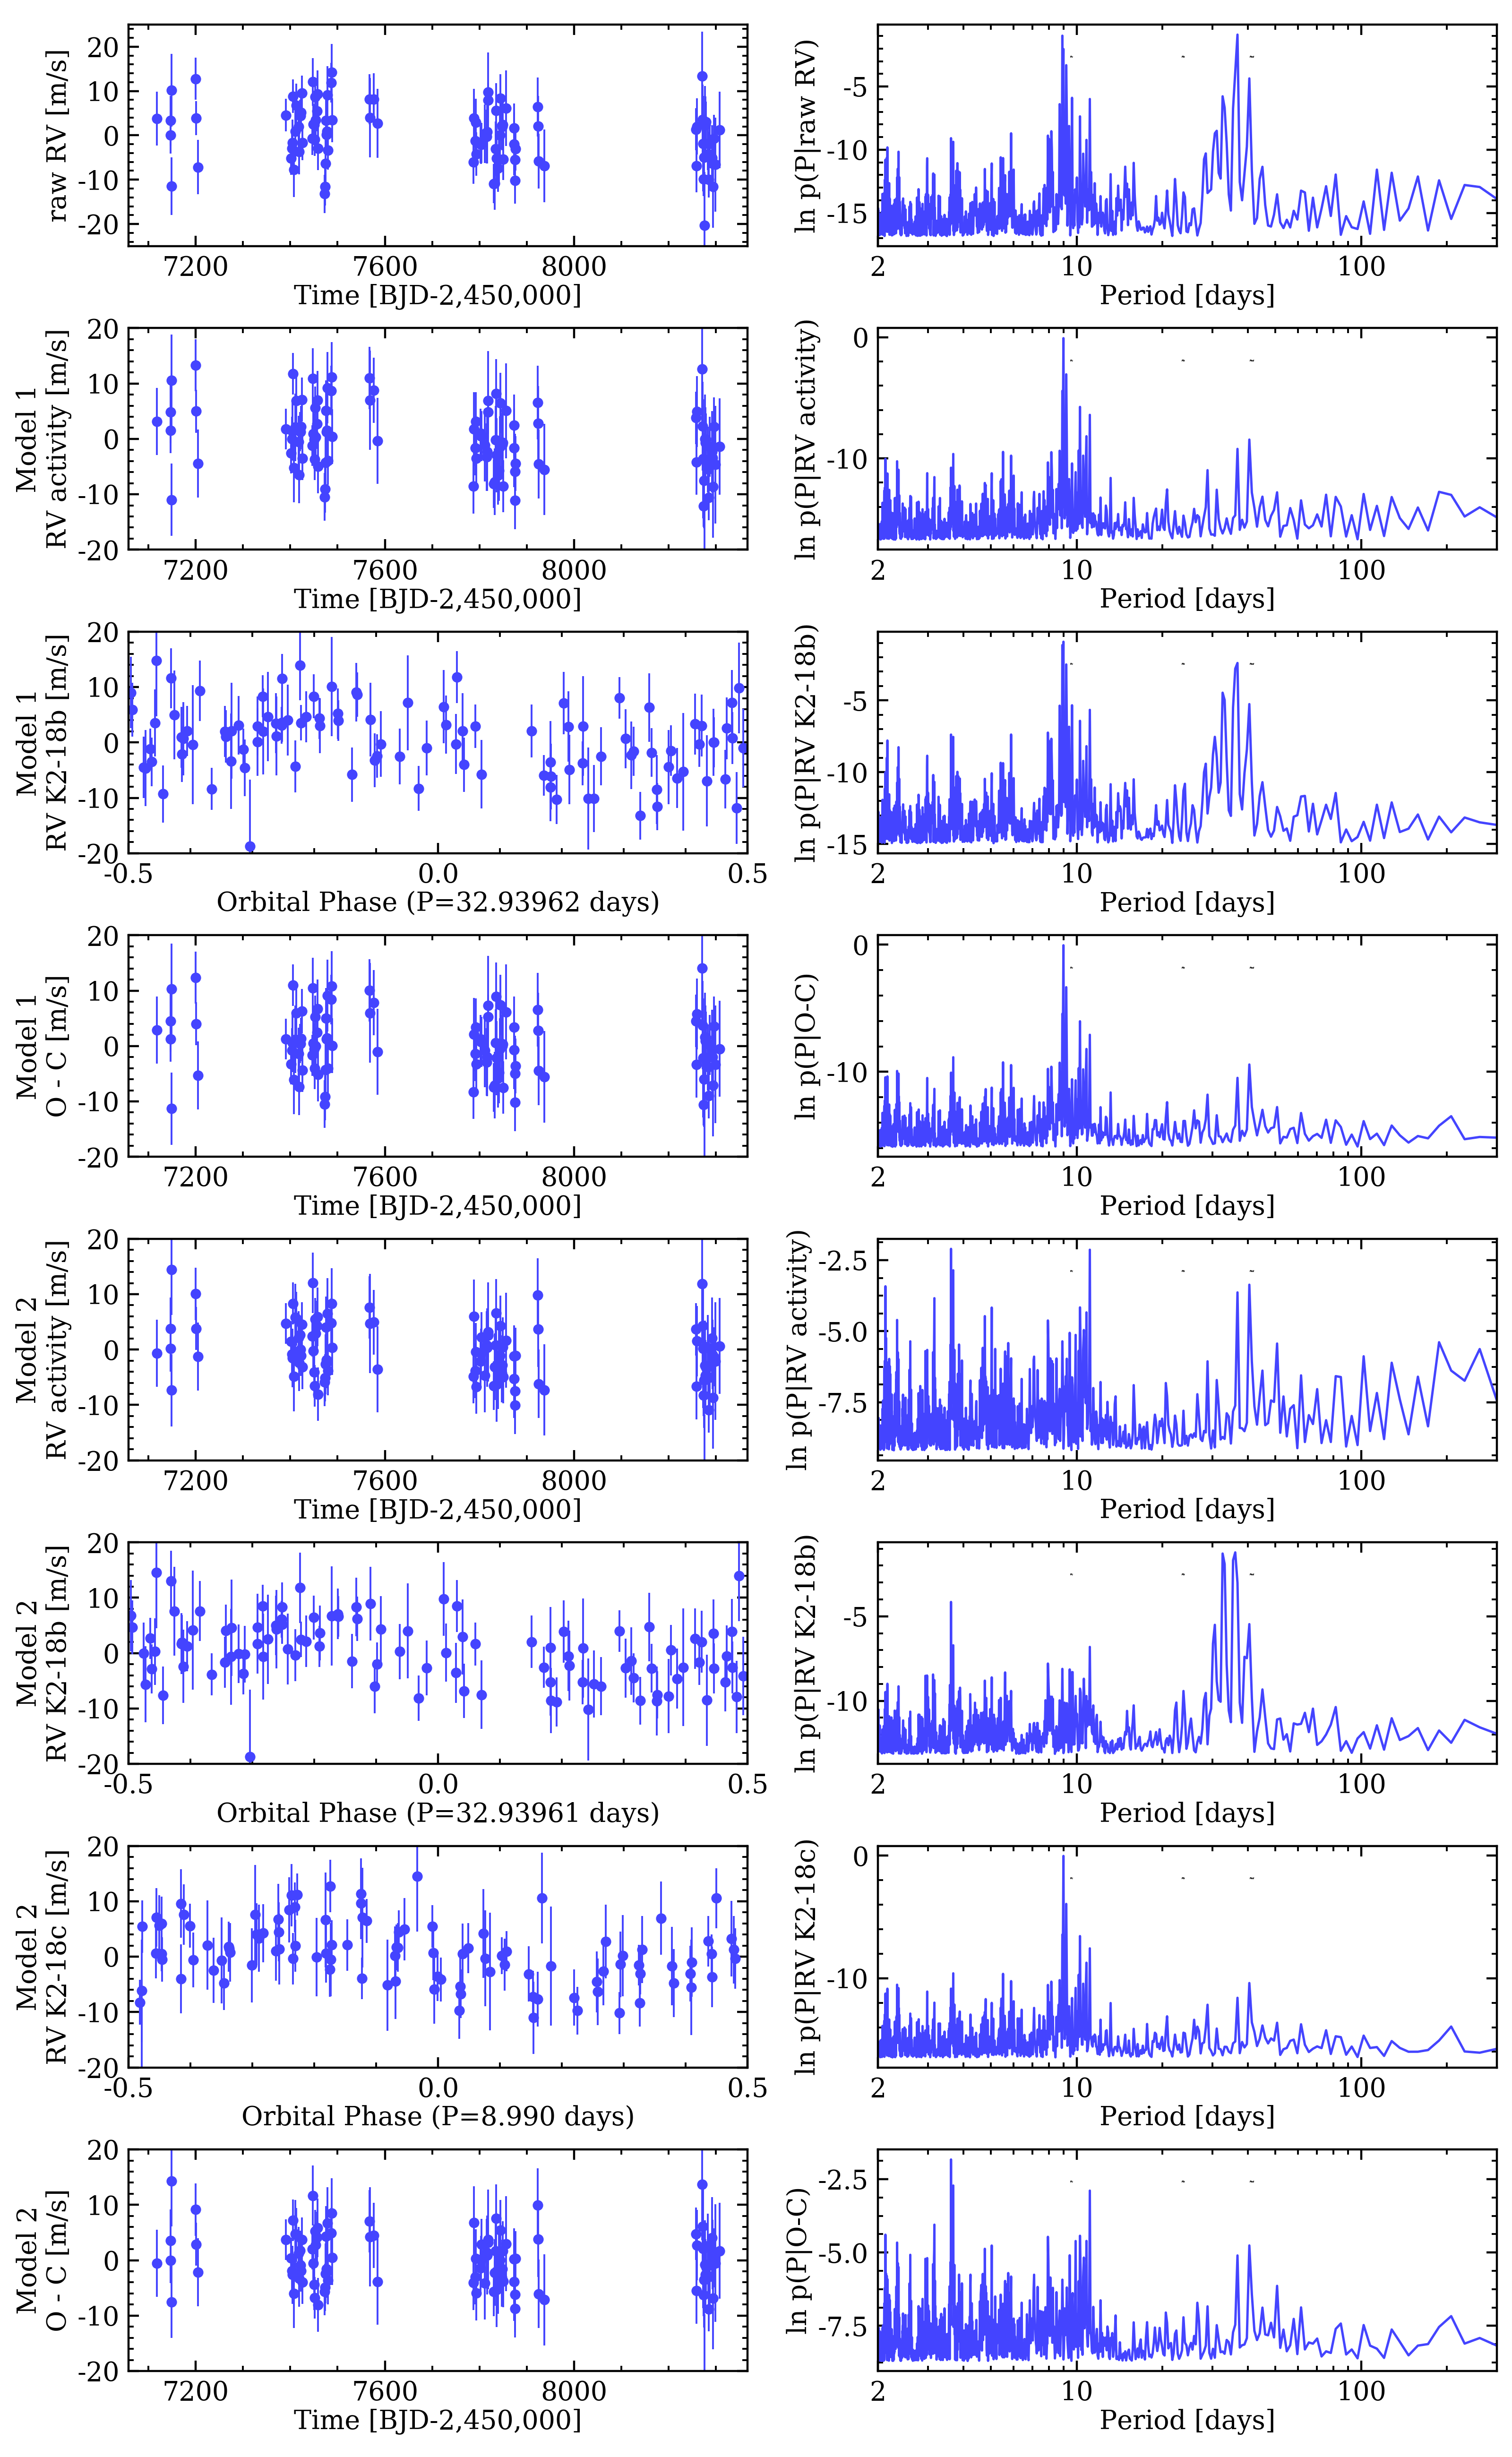 20
10
0
-10
-20
raw RV [m/s]
7200
7600
8000
Time [BJD-2,450,000]
-5
-10
-15
ln p(P|raw RV)
2
10
100
Period [days]
20
10
0
-10
-20
Model 1
RV activity [m/s]
7200
7600
8000
Time [BJD-2,450,000]
0
-10
ln p(P|RV activity)
2
10
100
Period [days]
20
10
0
-10
-20
Model 1
RV K2-18b [m/s]
-0.5
0.0
0.5
Orbital Phase (P=32.93962 days)
-5
-10
-15
ln p(P|RV K2-18b)
2
10
100
Period [days]
20
10
0
-10
-20
Model 1
O - C [m/s]
7200
7600
8000
Time [BJD-2,450,000]
0
-10
ln p(P|O-C)
2
10
100
Period [days]
20
10
0
-10
-20
Model 2
RV activity [m/s]
7200
7600
8000
Time [BJD-2,450,000]
-2.5
-5.0
-7.5
ln p(P|RV activity)
2
10
100
Period [days]
20
10
0
-10
-20
Model 2
RV K2-18b [m/s]
-0.5
0.0
0.5
Orbital Phase (P=32.93961 days)
-5
-10
ln p(P|RV K2-18b)
2
10
100
Period [days]
20
10
0
-10
-20
Model 2
RV K2-18c [m/s]
-0.5
0.0
0.5
Orbital Phase (P=8.990 days)
0
-10
ln p(P|RV K2-18c)
2
10
100
Period [days]
20
10
0
-10
-20
Model 2
O - C [m/s]
7200
7600
8000
Time [BJD-2,450,000]
-2.5
-5.0
-7.5
ln p(P|O-C)
2
10
100
Period [days]